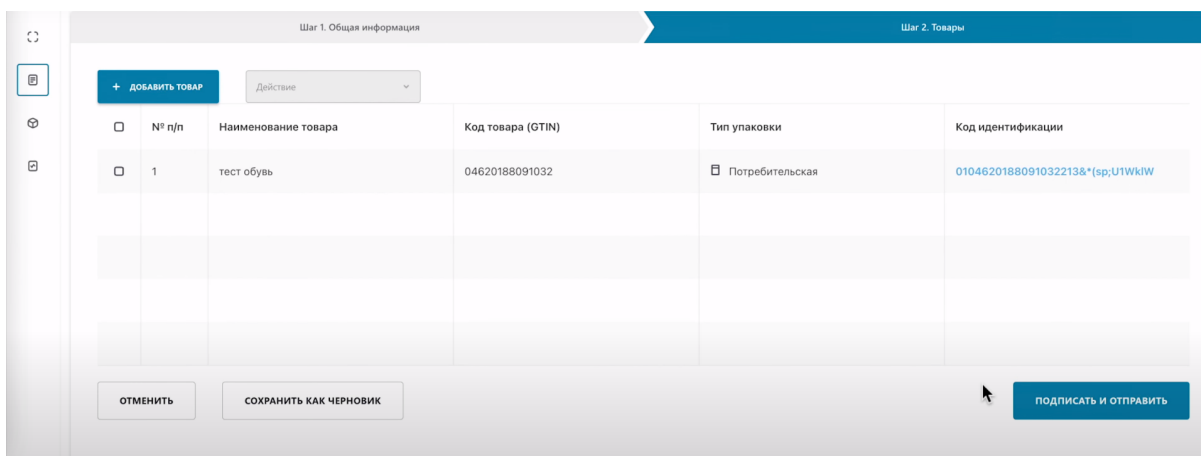 Шаг 1. Общая информация
Шаг 2. Товары
+ ДОБАВИТЬ ТОВАР
Действие
№ п/п Наименование товара Код товара (GTIN) Тип упаковки Код идентификации
1 тест обувь 04620188091032 Потребительская 0104620188091032213&*(sp;U1WkIW
ОТМЕНИТЬ СОХРАНИТЬ КАК ЧЕРНОВИК ПОДПИСАТЬ И ОТПРАВИТЬ